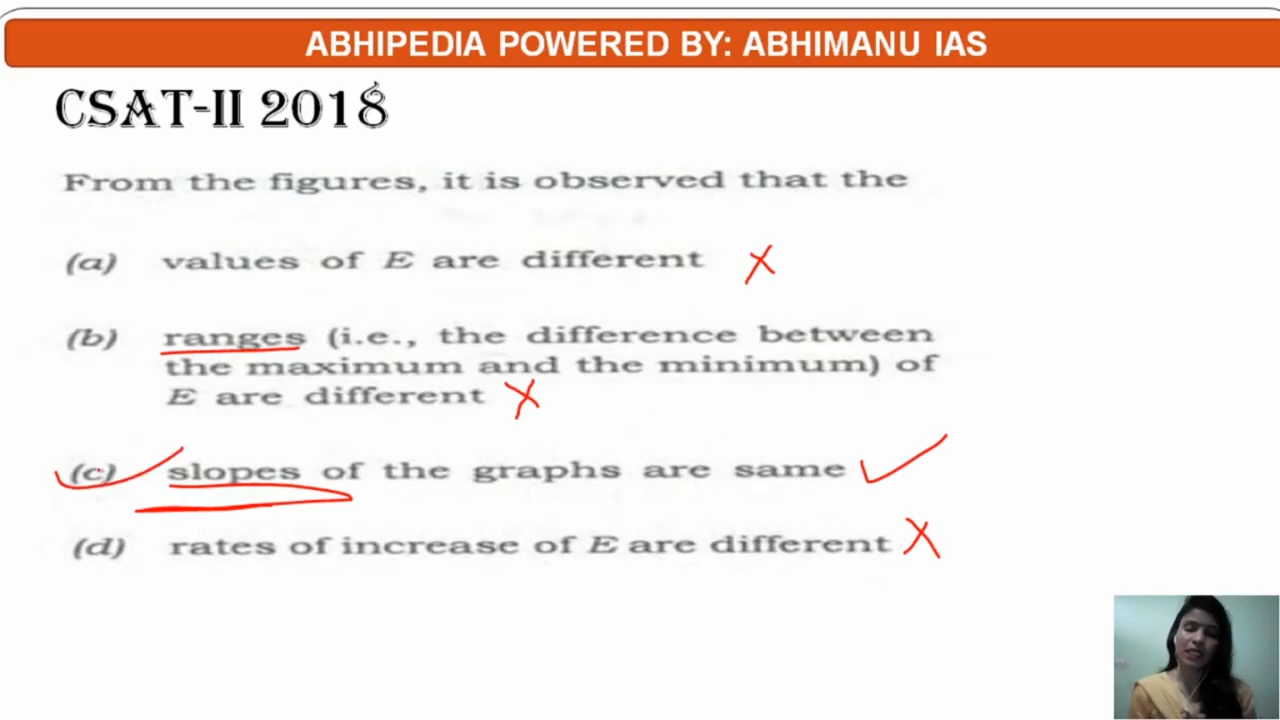 ABHIPEDIA POWERED BY: ABHIMANU IAS
CSAT-II 2018
From the figures, it is observed that the
(a) values of E are different
(b) ranges (i.e., the difference between
the maximum and the minimum) of
E are different
(c) slopes of the graphs are same
(d) rates of increase of E are different